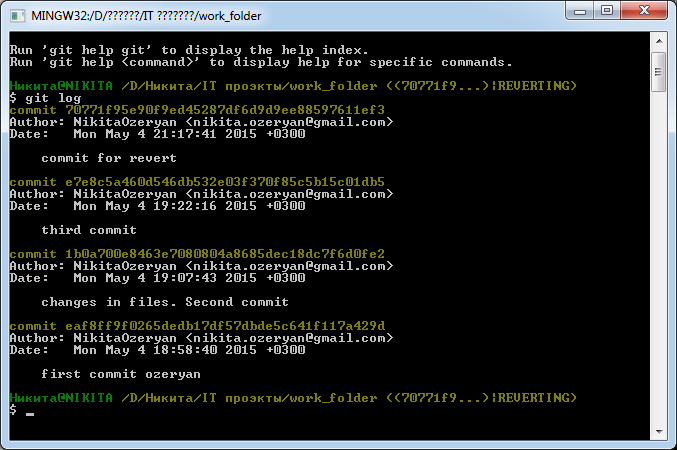 MINGW32:/D/??????/IT ???????/work_folder
Run 'git help git' to display the help index.
Run 'git help <command>' to display help for specific commands.
Никита@NIKITA /D/Никита/IT проэкты/work_folder ((70771f9...)|REVERTING)
$ git log
commit 70771f95e90f9ed45287df6d9d9ee88597611ef3
Author: NikitaOzeryan <nikita.ozeryan@gmail.com>
Date:   Mon May 4 21:17:41 2015 +0300
commit for revert
commit e7e8c5a460d546db532e03f370f85c5b15c01db5
Author: NikitaOzeryan <nikita.ozeryan@gmail.com>
Date:   Mon May 4 19:22:16 2015 +0300
third commit
commit 1b0a700e8463e7080804a8685dec18dc7f6d0fe2
Author: NikitaOzeryan <nikita.ozeryan@gmail.com>
Date:   Mon May 4 19:07:43 2015 +0300
changes in files. Second commit
commit eaf8ff9f0265dedb17df57dbde5c641f117a429d
Author: NikitaOzeryan <nikita.ozeryan@gmail.com>
Date:   Mon May 4 18:58:40 2015 +0300
first commit ozeryan
Никита@NIKITA /D/Никита/IT проэкты/work_folder ((70771f9...)|REVERTING)
$ _